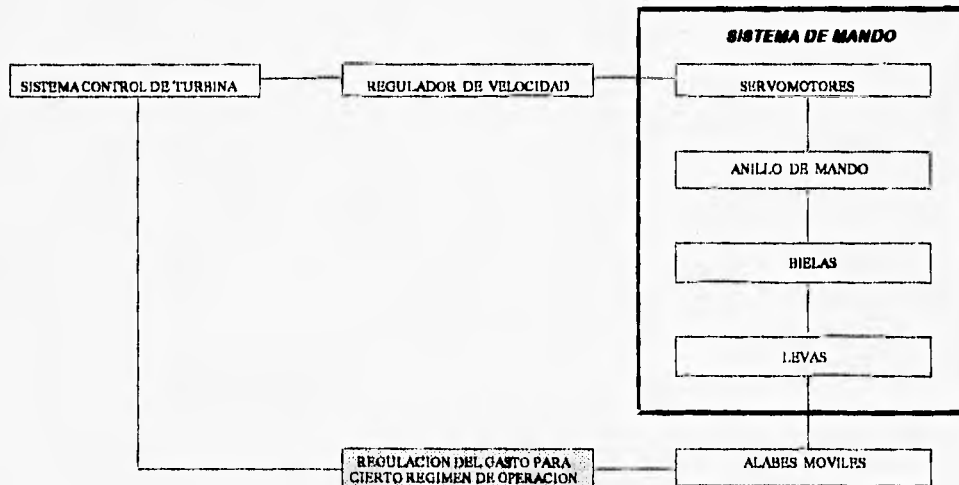 SISTEMA DE MANDO
SISTEMA CONTROL DE TURBINA
REGULADOR DE VELOCIDAD
SERVOMOTORES
ANILLO DE MANDO
BIELAS
LEVAS
REGULACION DEL GASTO PARA
CIERTO REGIMEN DE OPERACION
ALABES MOVILES